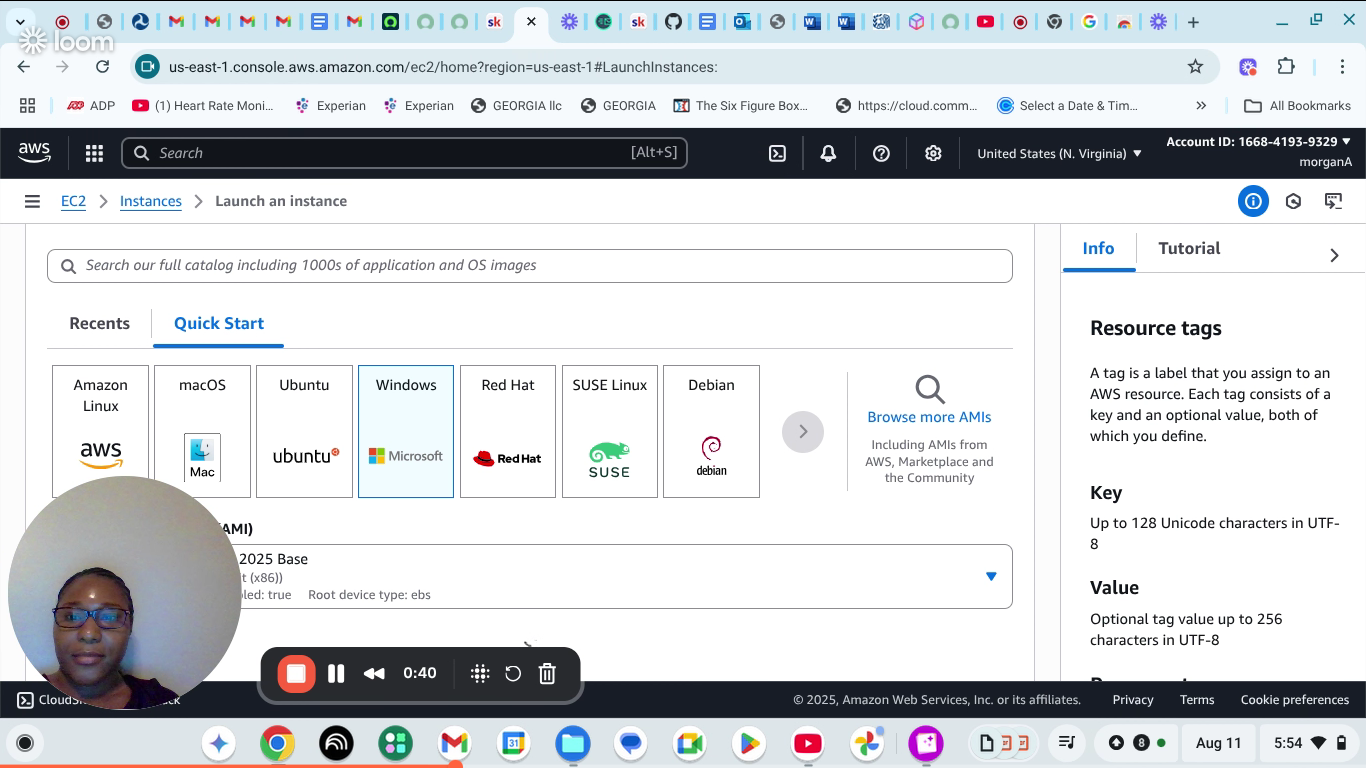 loom
us-east-1.console.aws.amazon.com/ec2/home?region=us-east-1#LaunchInstances:
ADP
(1) Heart Rate Moni...
Experian
Experian
GEORGIA llc
GEORGIA
The Six Figure Box...
https://cloud.comm...
Select a Date & Tim...
All Bookmarks
aws
Search
[Alt+S]
United States (N. Virginia)
Account ID: 1668-4193-9329
morganA
EC2
Instances
Launch an instance
Search our full catalog including 1000s of application and OS images
Recents
Quick Start
Amazon
Linux
aws
macOS
Mac
Ubuntu
ubuntu
Windows
Microsoft
Red Hat
Red Hat
SUSE Linux
SUSE
Debian
debian
Browse more AMIs
Including AMIs from
AWS, Marketplace and
the Community
(AMI)
2025 Base
(x86))
true Root device type: ebs
0:40
Info
Tutorial
Resource tags
A tag is a label that you assign to an
AWS resource. Each tag consists of a
key and an optional value, both of
which you define.
Key
Up to 128 Unicode characters in UTF-
8
Value
Optional tag value up to 256
characters in UTF-8
© 2025, Amazon Web Services, Inc. or its affiliates.
Privacy
Terms
Cookie preferences
31
8
Aug 11
5:54